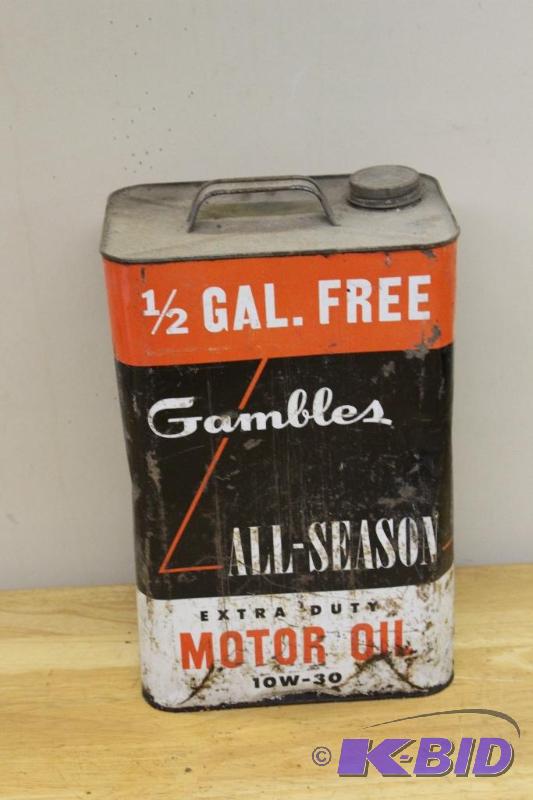 1/2 GAL. FREE
Gambles
ALL-SEASON
EXTRA DUTY
MOTOR OIL
10W-30
© K-BID